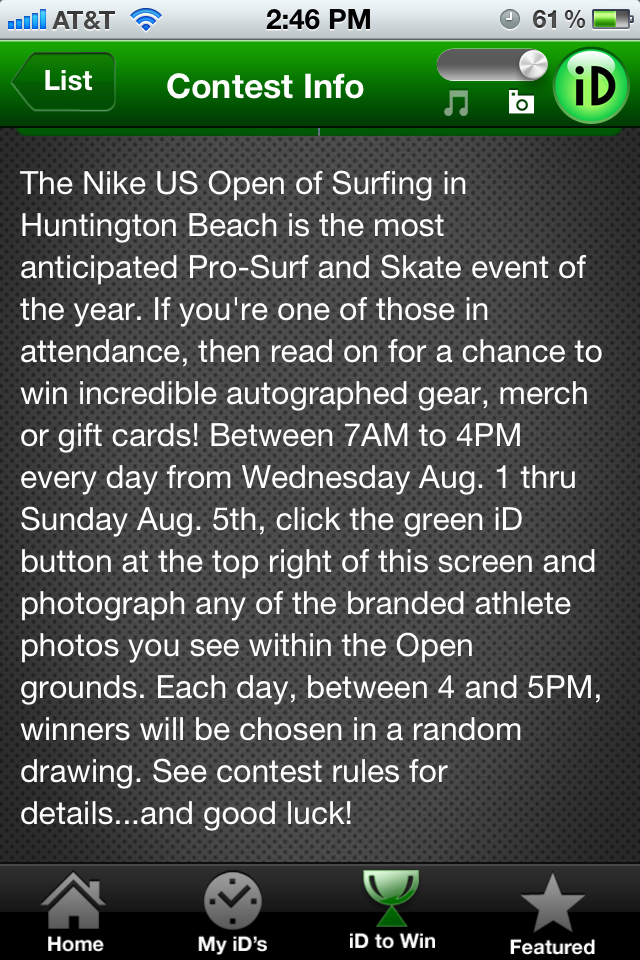 AT&T 2:46 PM 61 %
List Contest Info iD
The Nike US Open of Surfing in
Huntington Beach is the most
anticipated Pro-Surf and Skate event of
the year. If you're one of those in
attendance, then read on for a chance to
win incredible autographed gear, merch
or gift cards! Between 7AM to 4PM
every day from Wednesday Aug. 1 thru
Sunday Aug. 5th, click the green iD
button at the top right of this screen and
photograph any of the branded athlete
photos you see within the Open
grounds. Each day, between 4 and 5PM,
winners will be chosen in a random
drawing. See contest rules for
details...and good luck!
Home My iD's iD to Win Featured